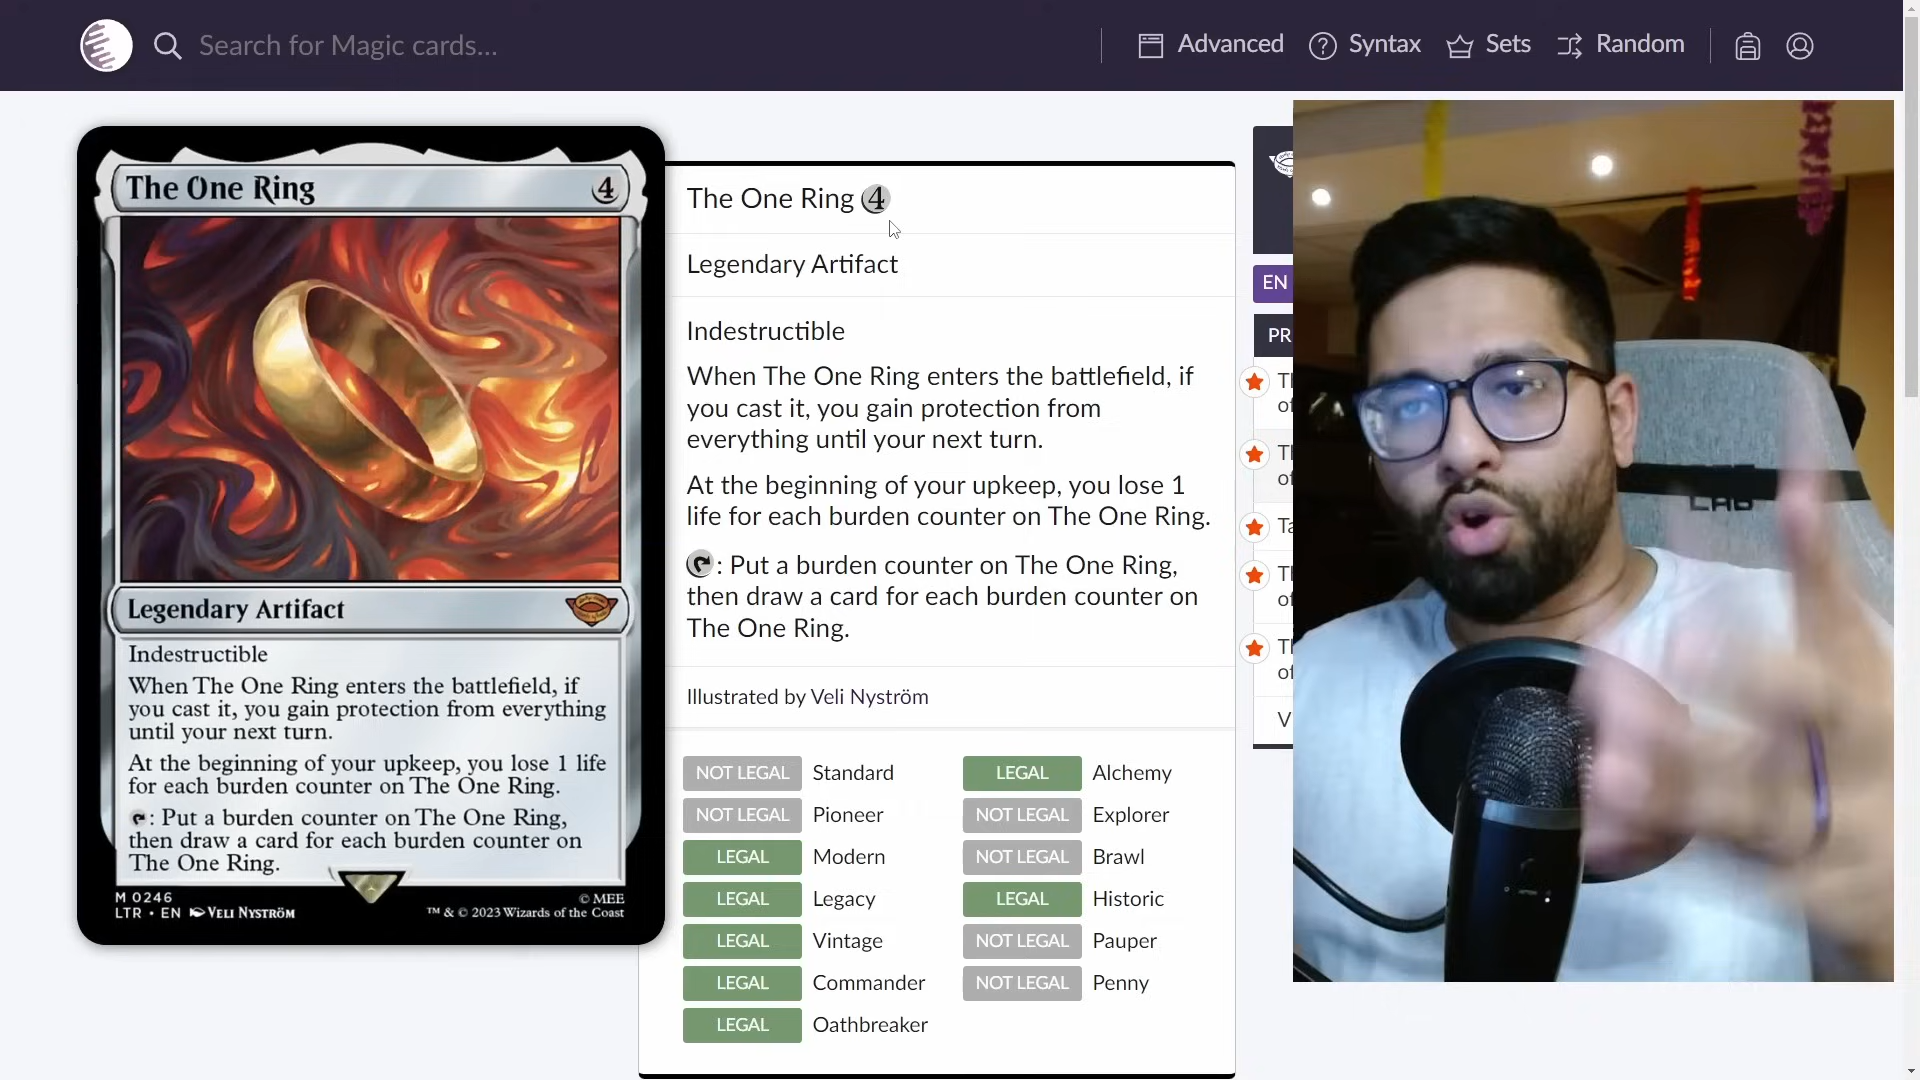 Search for Magic cards...
Advanced
Syntax
Sets
Random
The One Ring 4
Legendary Artifact
Indestructible
When The One Ring enters the battlefield, if
you cast it, you gain protection from everything
until your next turn.
At the beginning of your upkeep, you lose 1 life
for each burden counter on The One Ring.
: Put a burden counter on The One Ring,
then draw a card for each burden counter on
The One Ring.
M 0246
LTR • EN VELI NYSTRÖM
© MEE
™ & © 2023 Wizards of the Coast
The One Ring 4
Legendary Artifact
Indestructible
When The One Ring enters the battlefield, if
you cast it, you gain protection from
everything until your next turn.
At the beginning of your upkeep, you lose 1
life for each burden counter on The One Ring.
: Put a burden counter on The One Ring,
then draw a card for each burden counter on
The One Ring.
Illustrated by Veli Nyström
NOT LEGAL Standard
LEGAL Alchemy
NOT LEGAL Pioneer
NOT LEGAL Explorer
LEGAL Modern
NOT LEGAL Brawl
LEGAL Legacy
LEGAL Historic
LEGAL Vintage
NOT LEGAL Pauper
LEGAL Commander
NOT LEGAL Penny
LEGAL Oathbreaker
EN
PR
of
of
of
of
V
LAB